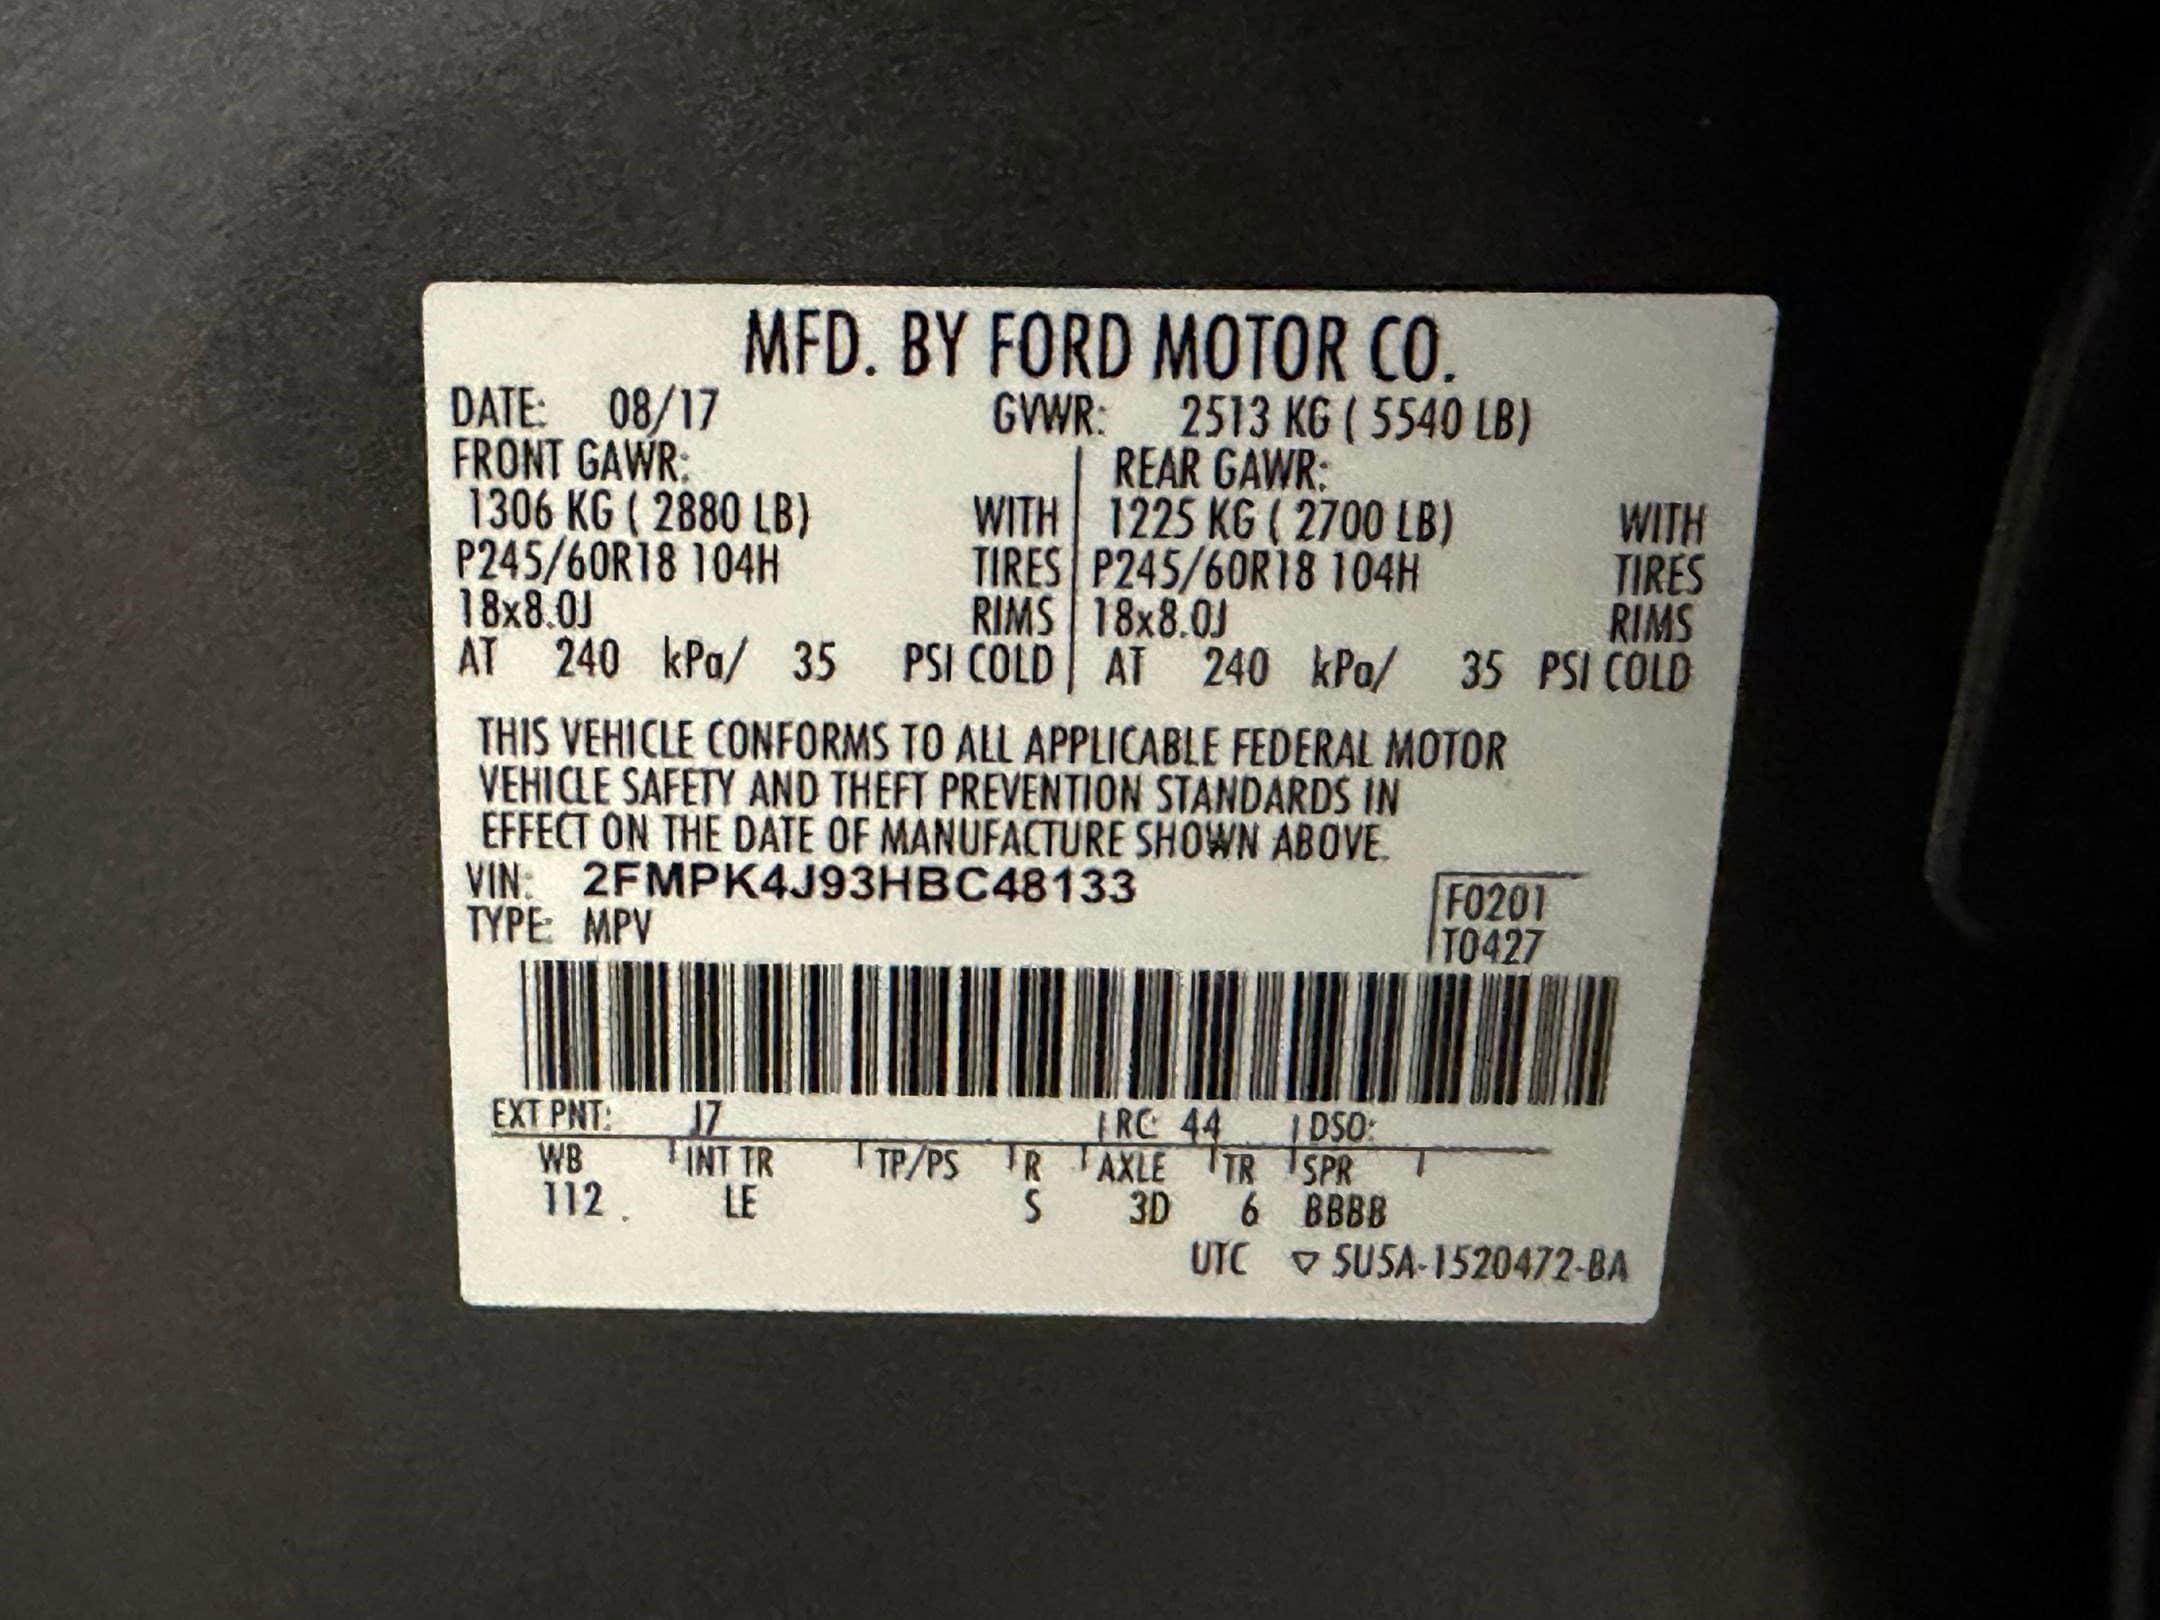 MFD. BY FORD MOTOR CO.
DATE: 08/17 GVWR: 2513 KG ( 5540 LB)
FRONT GAWR: REAR GAWR:
1306 KG ( 2880 LB) WITH 1225 KG ( 2700 LB) WITH
P245/60R18 104H TIRES P245/60R18 104H TIRES
18x8.0J RIMS 18x8.0J RIMS
AT 240 kPa/ 35 PSI COLD AT 240 kPa/ 35 PSI COLD
THIS VEHICLE CONFORMS TO ALL APPLICABLE FEDERAL MOTOR
VEHICLE SAFETY AND THEFT PREVENTION STANDARDS IN
EFFECT ON THE DATE OF MANUFACTURE SHOWN ABOVE.
VIN: 2FMPK4J93HBC48133
F0201
TYPE: MPV
T0427
EXT PNT: J7 RC: 44 DSO:
WB INT TR TP/PS R AXLE TR SPR
112 LE S 3D 6 BBBB
UTC ▽ 5U5A-1520472-BA